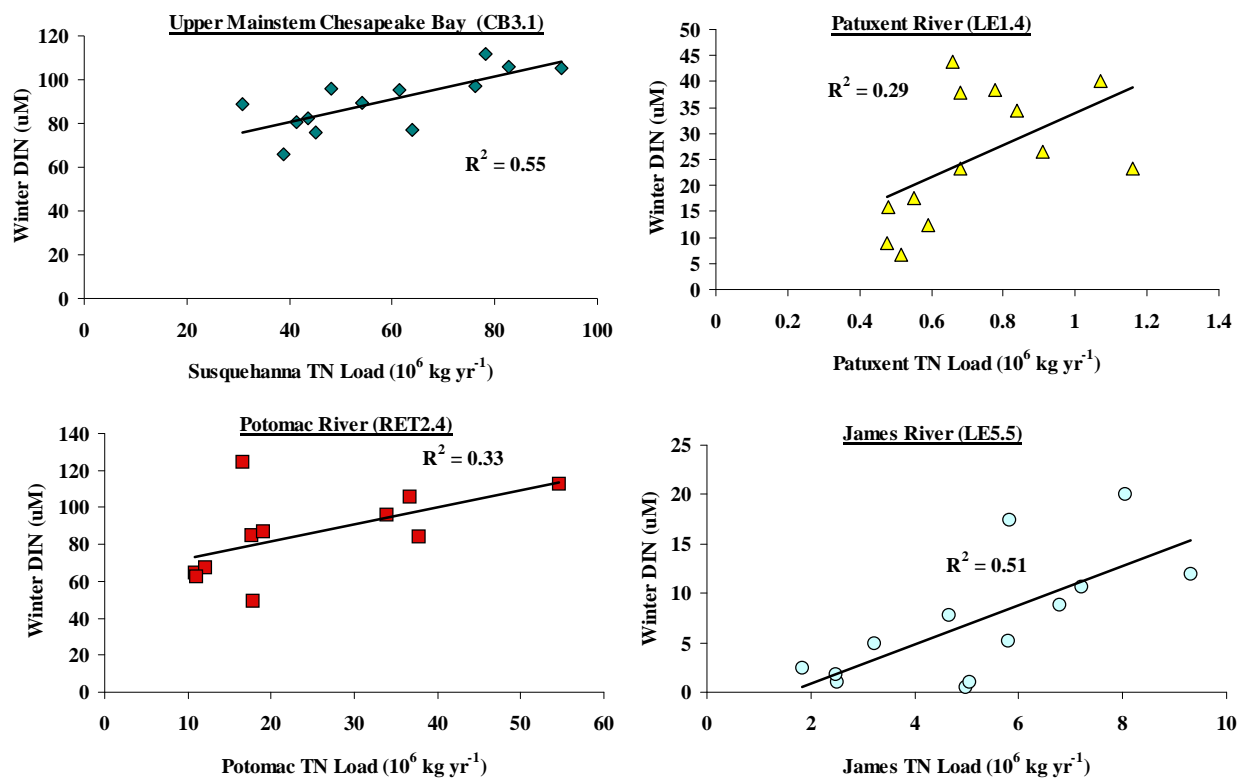 Upper Mainstem Chesapeake Bay (CB3.1)
120
100
80
60
40
20
0
Winter DIN (uM)
R² = 0.55
0 20 40 60 80 100
Susquehanna TN Load (10⁶ kg yr⁻¹)
Patuxent River (LE1.4)
50
45
40
35
30
25
20
15
10
5
0
Winter DIN (uM)
R² = 0.29
0 0.2 0.4 0.6 0.8 1 1.2 1.4
Patuxent TN Load (10⁶ kg yr⁻¹)
Potomac River (RET2.4)
140
120
100
80
60
40
20
0
Winter DIN (uM)
R² = 0.33
0 10 20 30 40 50 60
Potomac TN Load (10⁶ kg yr⁻¹)
James River (LE5.5)
25
20
15
10
5
0
Winter DIN (uM)
R² = 0.51
0 2 4 6 8 10
James TN Load (10⁶ kg yr⁻¹)